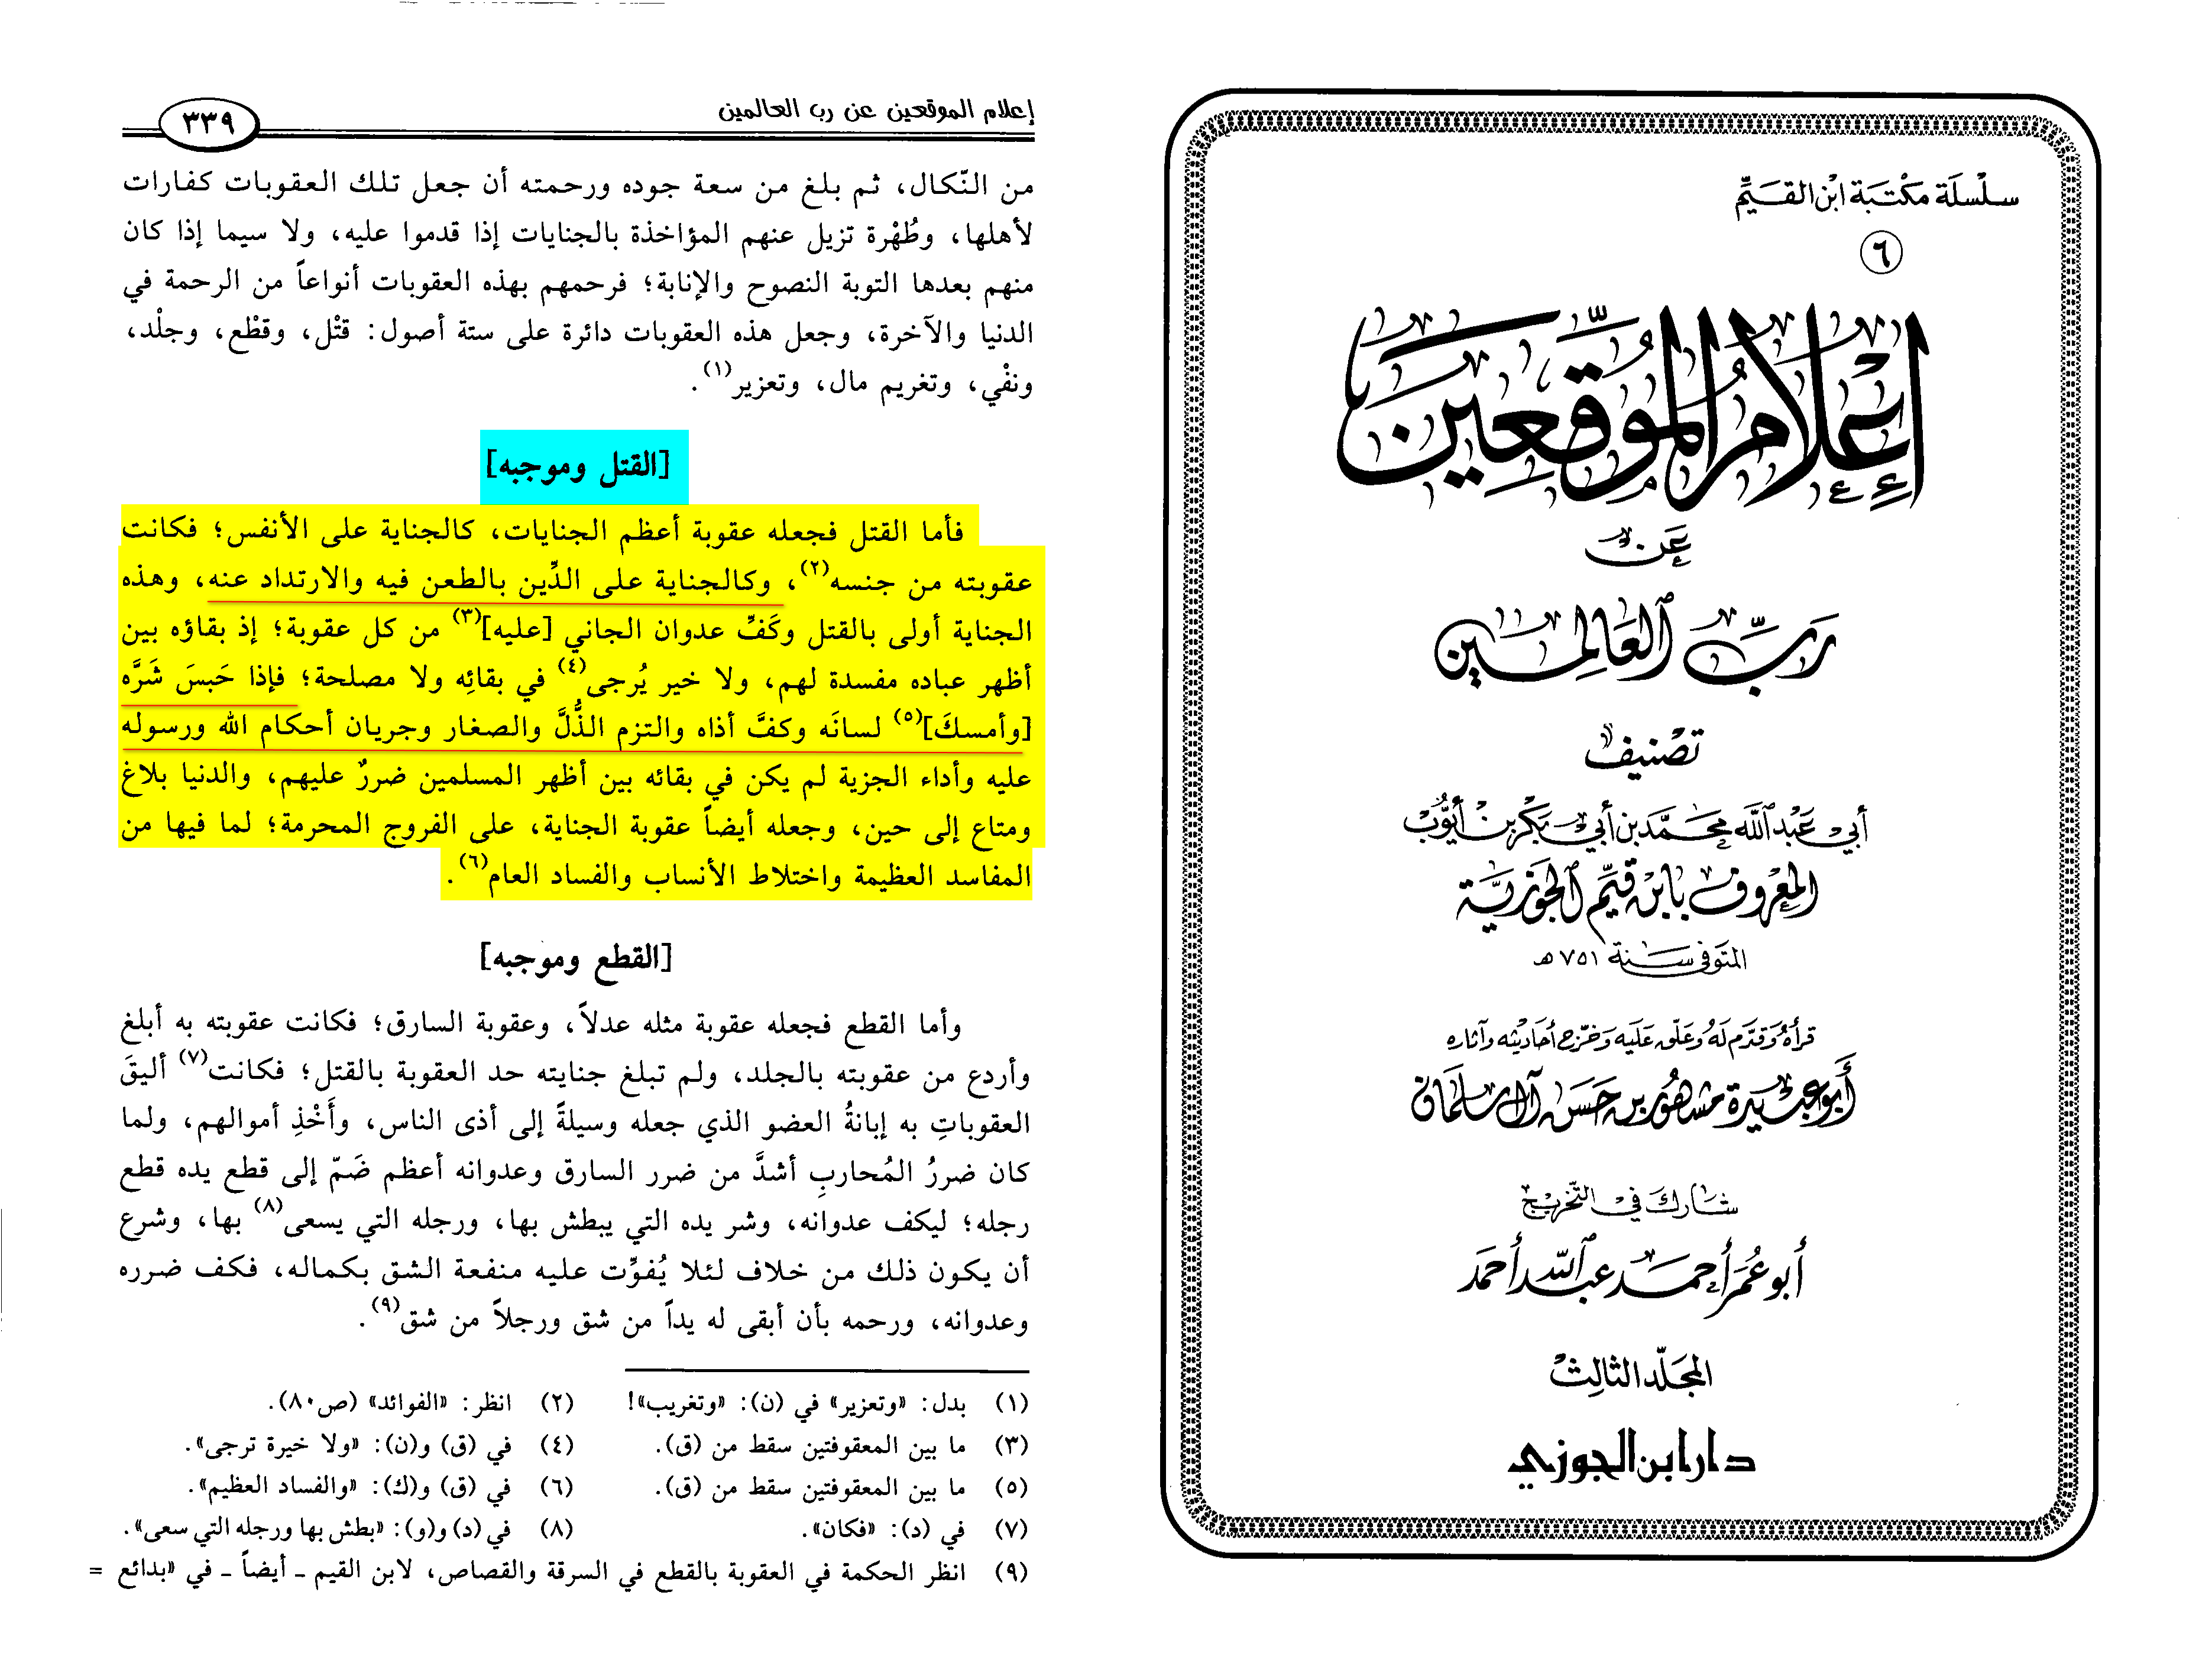 سلسلة مكتبة ابن القيم
٦
إعلام الموقعين
عن
رب العالمين
تصنيف
أبي عبد الله محمد بن أبي بكر بن أيوب
المعروف بابن قيم الجوزية
المتوفى سنة ٧٥١ هـ
قرأه وقدم له وعلق عليه وخرج أحاديثه وآثاره
أبو عبيدة مشهور بن حسن آل سلمان
شارك في التخريج
أبو عمر أحمد عبد الله أحمد
المجلد الثالث
دار ابن الجوزي
إعلام الموقعين عن رب العالمين
٣٣٩
من النّكال، ثم بلغ من سعة جوده ورحمته أن جعل تلك العقوبات كفارات
لأهلها، وطُهْرة تزيل عنهم المؤاخذة بالجنايات إذا قدموا عليه، ولا سيما إذا كان
منهم بعدها التوبة النصوح والإنابة؛ فرحمهم بهذه العقوبات أنواعاً من الرحمة في
الدنيا والآخرة، وجعل هذه العقوبات دائرة على ستة أصول: قتْل، وقطْع، وجلْد،
ونفْي، وتغريم مال، وتعزير(١).
[القتل وموجبه]
فأما القتل فجعله عقوبة أعظم الجنايات، كالجناية على الأنفس؛ فكانت
عقوبته من جنسه(٢)، وكالجناية على الدِّين بالطعن فيه والارتداد عنه، وهذه
الجناية أولى بالقتل وكَفِّ عدوان الجاني [عليه](٣) من كل عقوبة؛ إذ بقاؤه بين
أظهر عباده مفسدة لهم، ولا خير يُرجى(٤) في بقائِه ولا مصلحة؛ فإذا حَبسَ شَرَّه
[وأمسكَ](٥) لسانَه وكفَّ أذاه والتزم الذُّلَّ والصغار وجريان أحكام الله ورسوله
عليه وأداء الجزية لم يكن في بقائه بين أظهر المسلمين ضررٌ عليهم، والدنيا بلاغ
ومتاع إلى حين، وجعله أيضاً عقوبة الجناية، على الفروج المحرمة؛ لما فيها من
المفاسد العظيمة واختلاط الأنساب والفساد العام(٦).
[القطع وموجبه]
وأما القطع فجعله عقوبة مثله عدلاً، وعقوبة السارق؛ فكانت عقوبته به أبلغ
وأردع من عقوبته بالجلد، ولم تبلغ جنايته حد العقوبة بالقتل؛ فكانت(٧) أليقَ
العقوباتِ به إبانةُ العضو الذي جعله وسيلةً إلى أذى الناس، وأَخْذِ أموالهم، ولما
كان ضررُ المُحاربِ أشدَّ من ضرر السارق وعدوانه أعظم ضَمّ إلى قطع يده قطع
رجله؛ ليكف عدوانه، وشر يده التي يبطش بها، ورجله التي يسعى(٨) بها، وشرع
أن يكون ذلك من خلاف لئلا يُفوِّت عليه منفعة الشق بكماله، فكف ضرره
وعدوانه، ورحمه بأن أبقى له يداً من شق ورجلاً من شق(٩).
(١) بدل: «وتعزير» في (ن): «وتغريب»! (٢) انظر: «الفوائد» (ص٨٠).
(٣) ما بين المعقوفتين سقط من (ق). (٤) في (ق) و(ن): «ولا خيرة ترجى».
(٥) ما بين المعقوفتين سقط من (ق). (٦) في (ق) و(ك): «والفساد العظيم».
(٧) في (د): «فكان». (٨) في (د) و(و): «بطش بها ورجله التي سعى».
(٩) انظر الحكمة في العقوبة بالقطع في السرقة والقصاص، لابن القيم ـ أيضاً ـ في «بدائع =